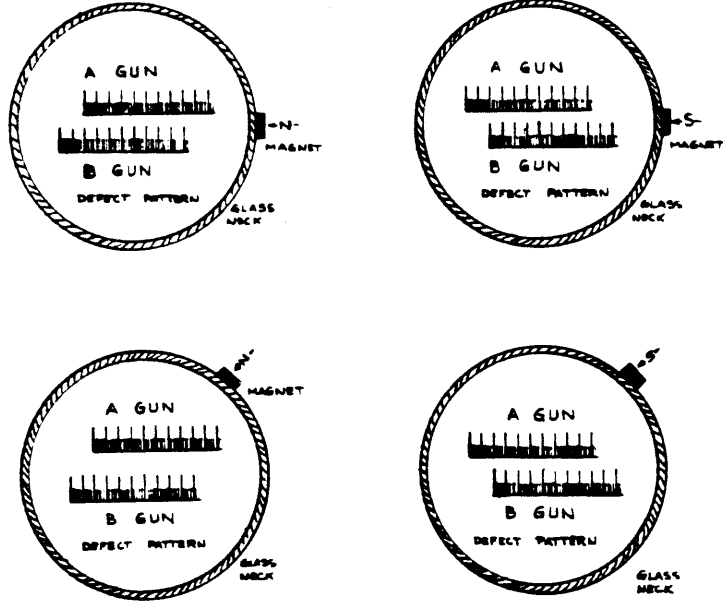 A GUN
N-
MAGNET
B GUN
DEFECT PATTERN
GLASS
NECK
A GUN
S-
MAGNET
B GUN
DEFECT PATTERN
GLASS
NECK
N-
MAGNET
A GUN
B GUN
DEFECT PATTERN
GLASS
NECK
S-
A GUN
B GUN
DEFECT PATTERN
GLASS
NECK